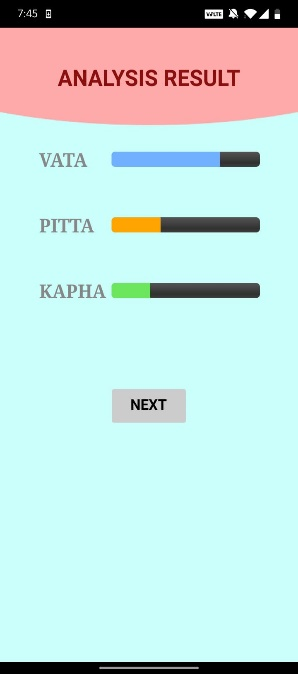 7:45
VoLTE
ANALYSIS RESULT
VATA
PITTA
KAPHA
NEXT